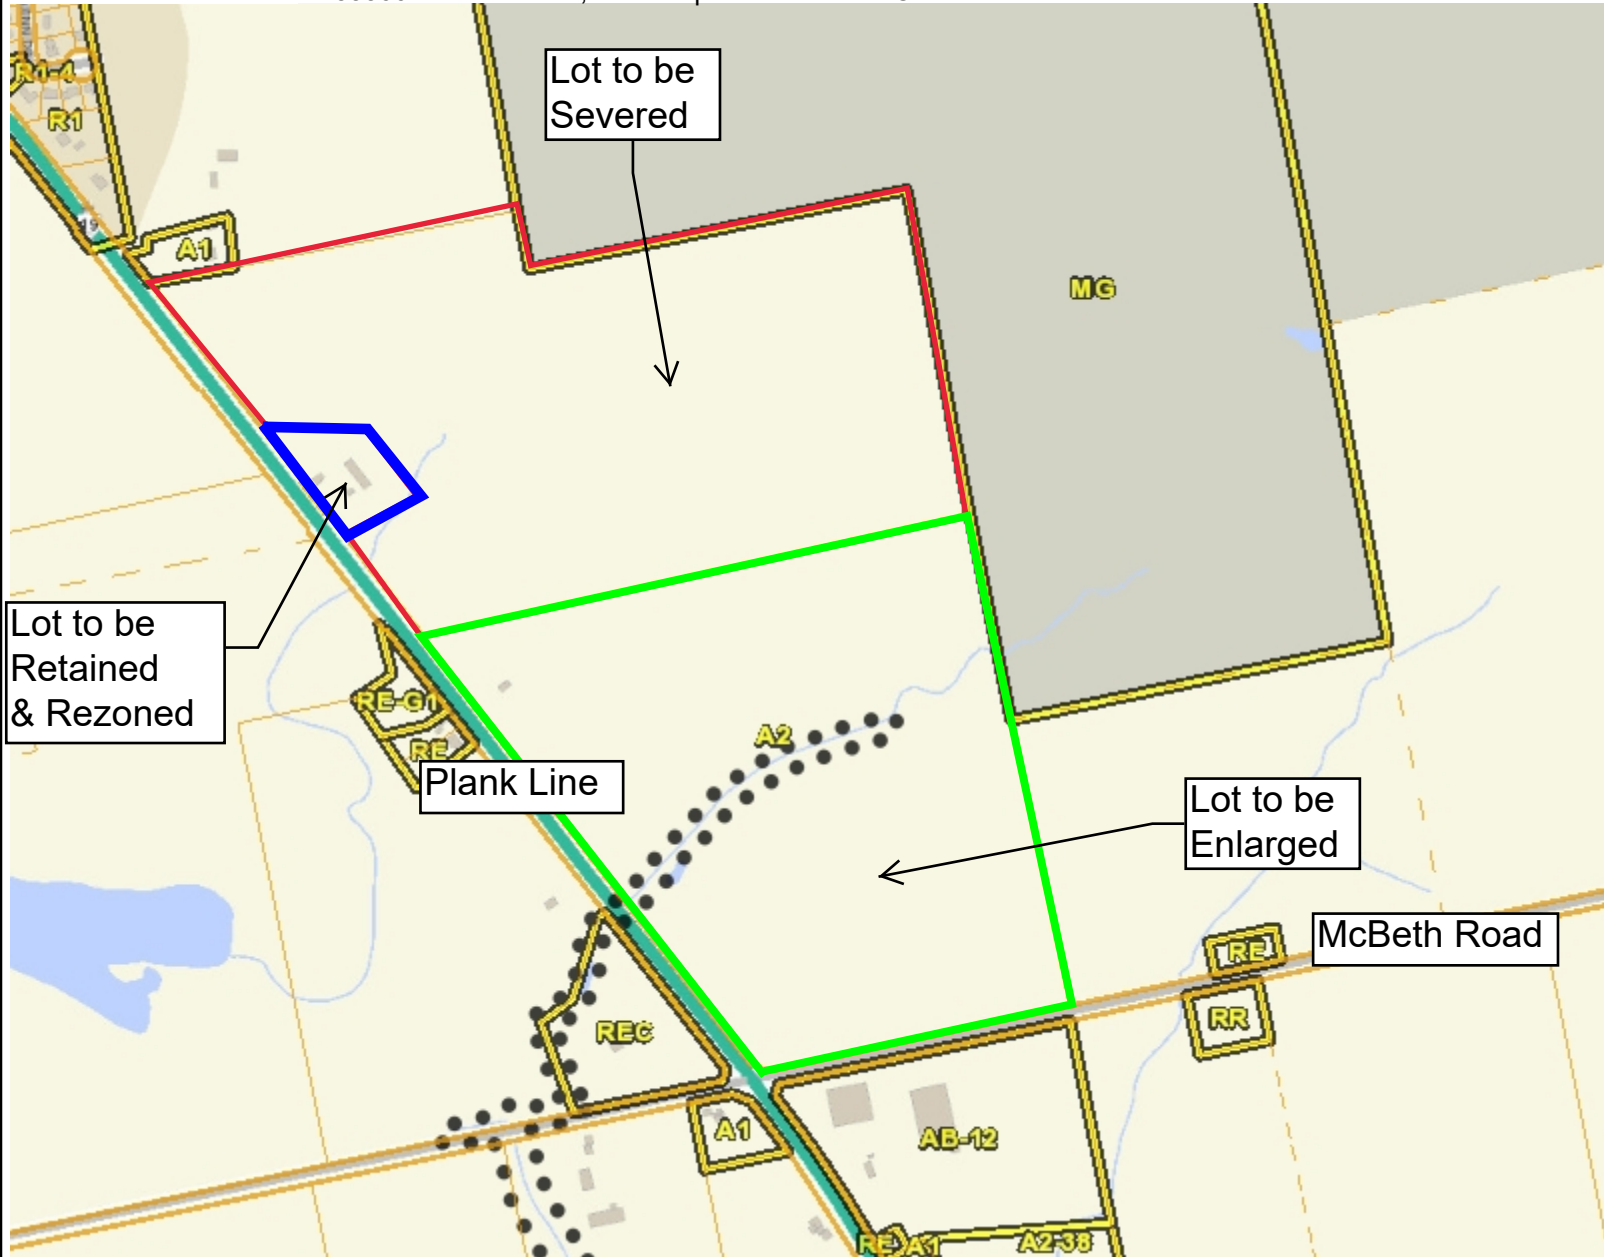 Lot to be
Severed
R1-4
R1
19
A1
MG
Lot to be
Retained
& Rezoned
RE-G1
RE
A2
Plank Line
Lot to be
Enlarged
McBeth Road
RE
RR
REC
A1
AB-12
RE
A1
A2-38